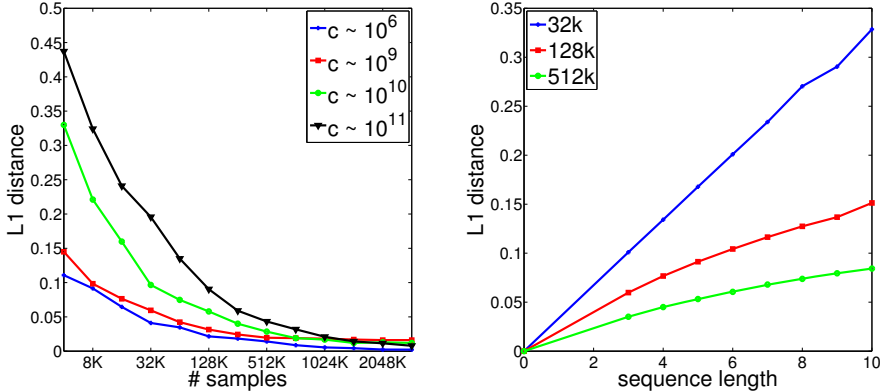 0.5
0.45
0.4
0.35
0.3
0.25
0.2
0.15
0.1
0.05
0
L1 distance
8K 32K 128K 512K 1024K 2048K
# samples
c ~ 10^6
c ~ 10^9
c ~ 10^10
c ~ 10^11
0.35
0.3
0.25
0.2
0.15
0.1
0.05
0
L1 distance
0 2 4 6 8 10
sequence length
32k
128k
512k